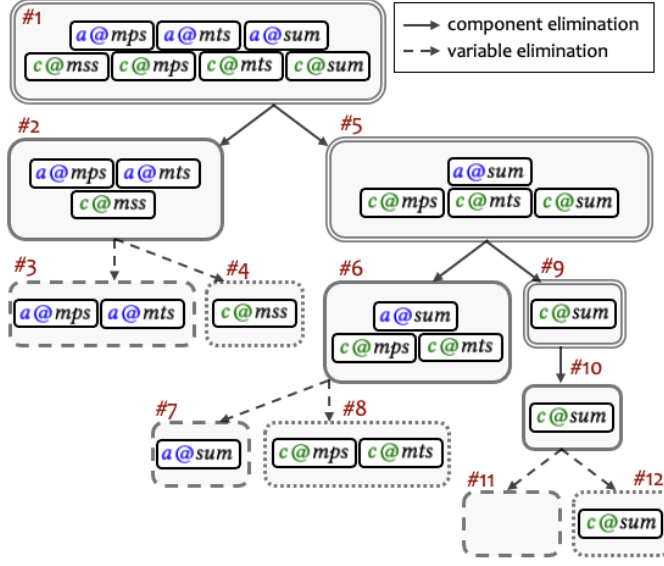 #1
a@mps a@mts a@sum
c@mss c@mps c@mts c@sum
component elimination
variable elimination
#2
a@mps a@mts
c@mss
#5
a@sum
c@mps c@mts c@sum
#3
a@mps a@mts
#4
c@mss
#6
a@sum
c@mps c@mts
#9
c@sum
#10
c@sum
#7
a@sum
#8
c@mps c@mts
#11
#12
c@sum